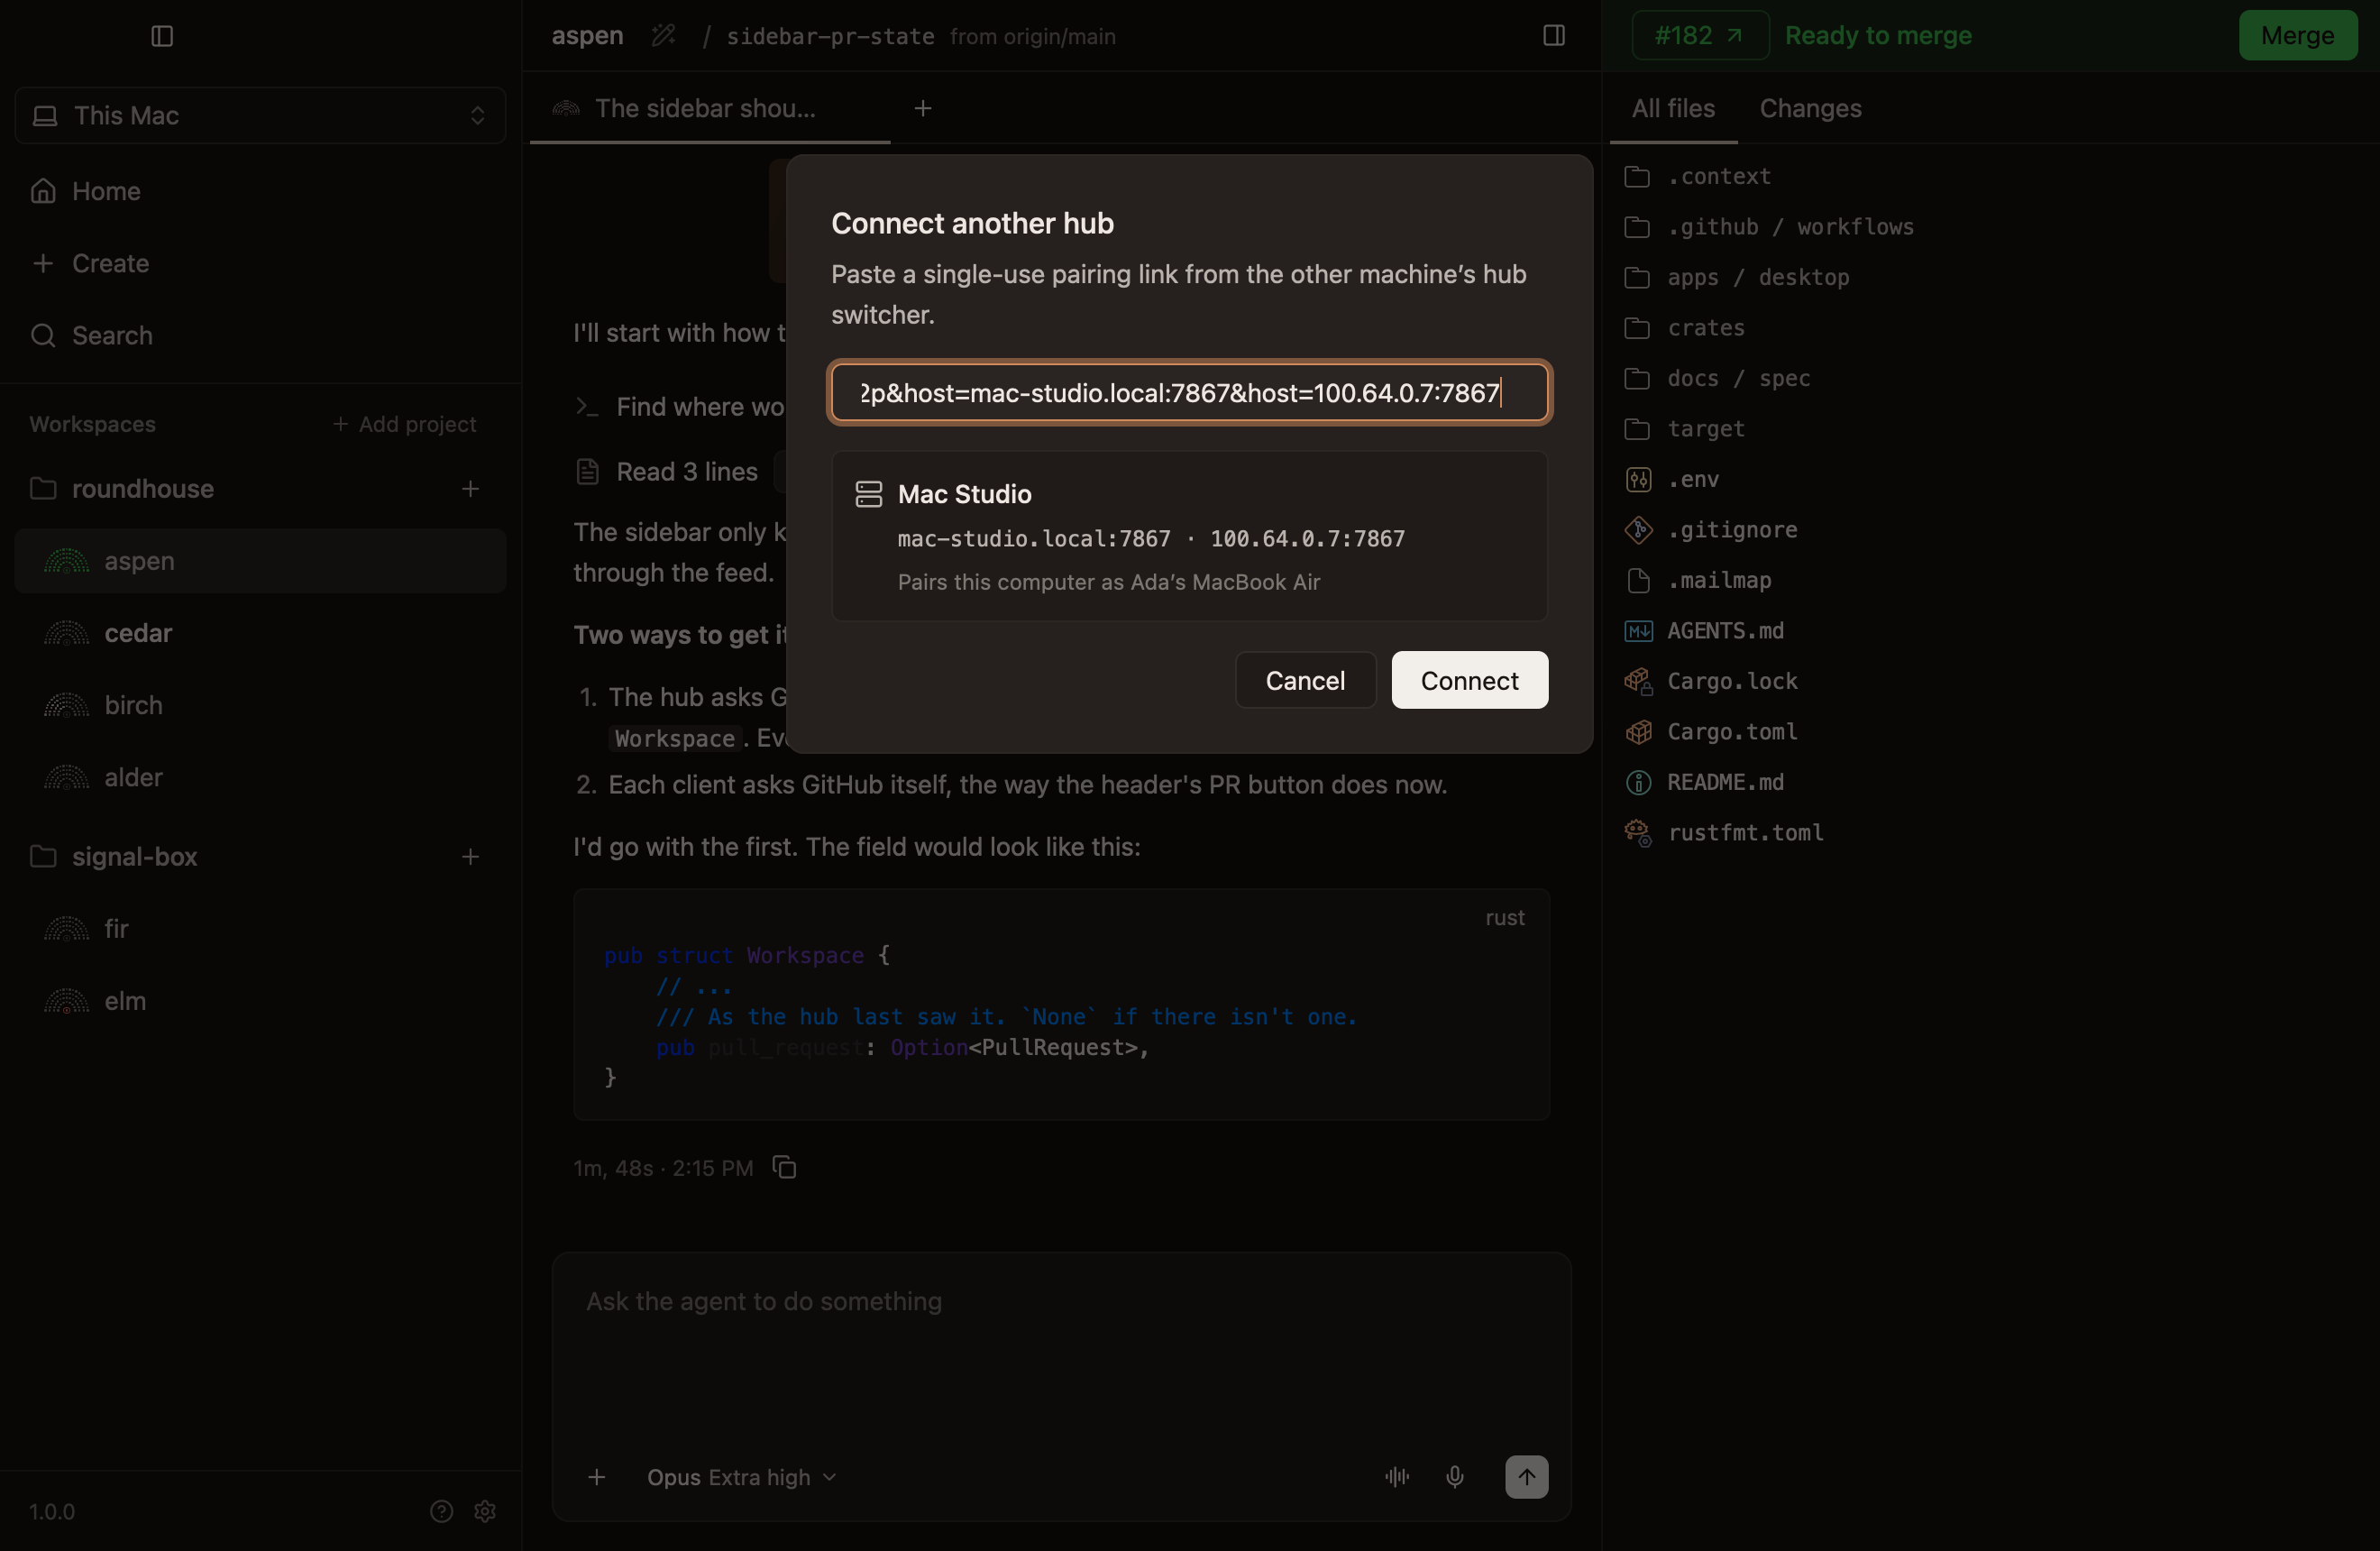 This Mac
Home
Create
Search
Workspaces
Add project
roundhouse
aspen
cedar
birch
alder
signal-box
fir
elm
1.0.0
aspen / sidebar-pr-state from origin/main
The sidebar shou...
I'll start with how t
Find where wo
Read 3 lines
The sidebar only k
through the feed.
Two ways to get it
1. The hub asks G
Workspace. Eve
2. Each client asks GitHub itself, the way the header's PR button does now.
I'd go with the first. The field would look like this:
rust
pub struct Workspace {
// ...
/// As the hub last saw it. `None` if there isn't one.
pub pull_request: Option<PullRequest>,
}
1m, 48s · 2:15 PM
Ask the agent to do something
Opus Extra high
Connect another hub
Paste a single-use pairing link from the other machine’s hub
switcher.
2p&host=mac-studio.local:7867&host=100.64.0.7:7867
Mac Studio
mac-studio.local:7867 · 100.64.0.7:7867
Pairs this computer as Ada’s MacBook Air
Cancel
Connect
#182
Ready to merge
Merge
All files
Changes
.context
.github / workflows
apps / desktop
crates
docs / spec
target
.env
.gitignore
.mailmap
AGENTS.md
Cargo.lock
Cargo.toml
README.md
rustfmt.toml